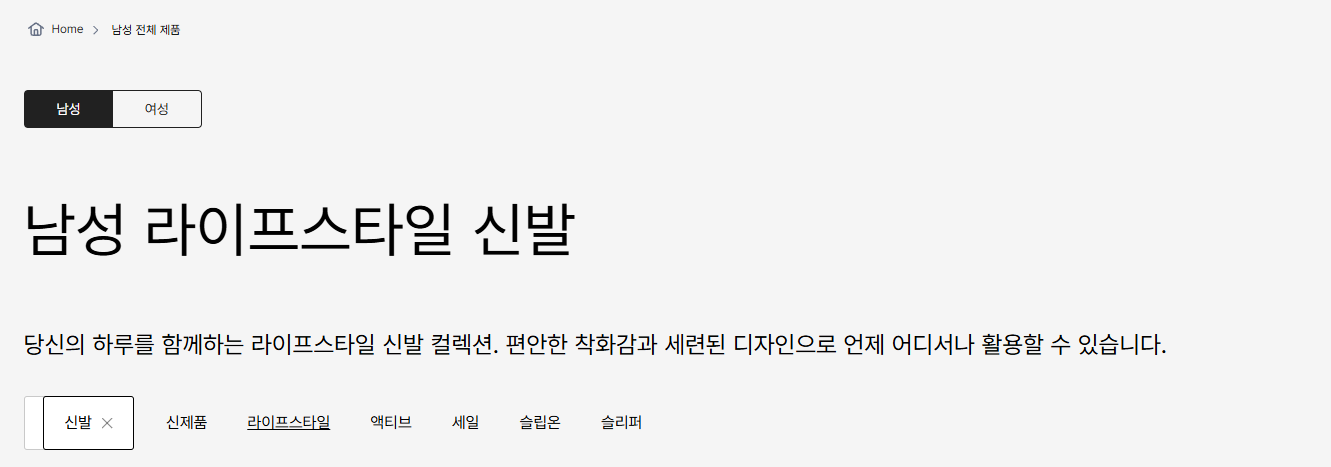 Home > 남성 전체 제품
남성 여성
남성 라이프스타일 신발
당신의 하루를 함께하는 라이프스타일 신발 컬렉션. 편안한 착화감과 세련된 디자인으로 언제 어디서나 활용할 수 있습니다.
신발 × 신제품 라이프스타일 액티브 세일 슬립온 슬리퍼